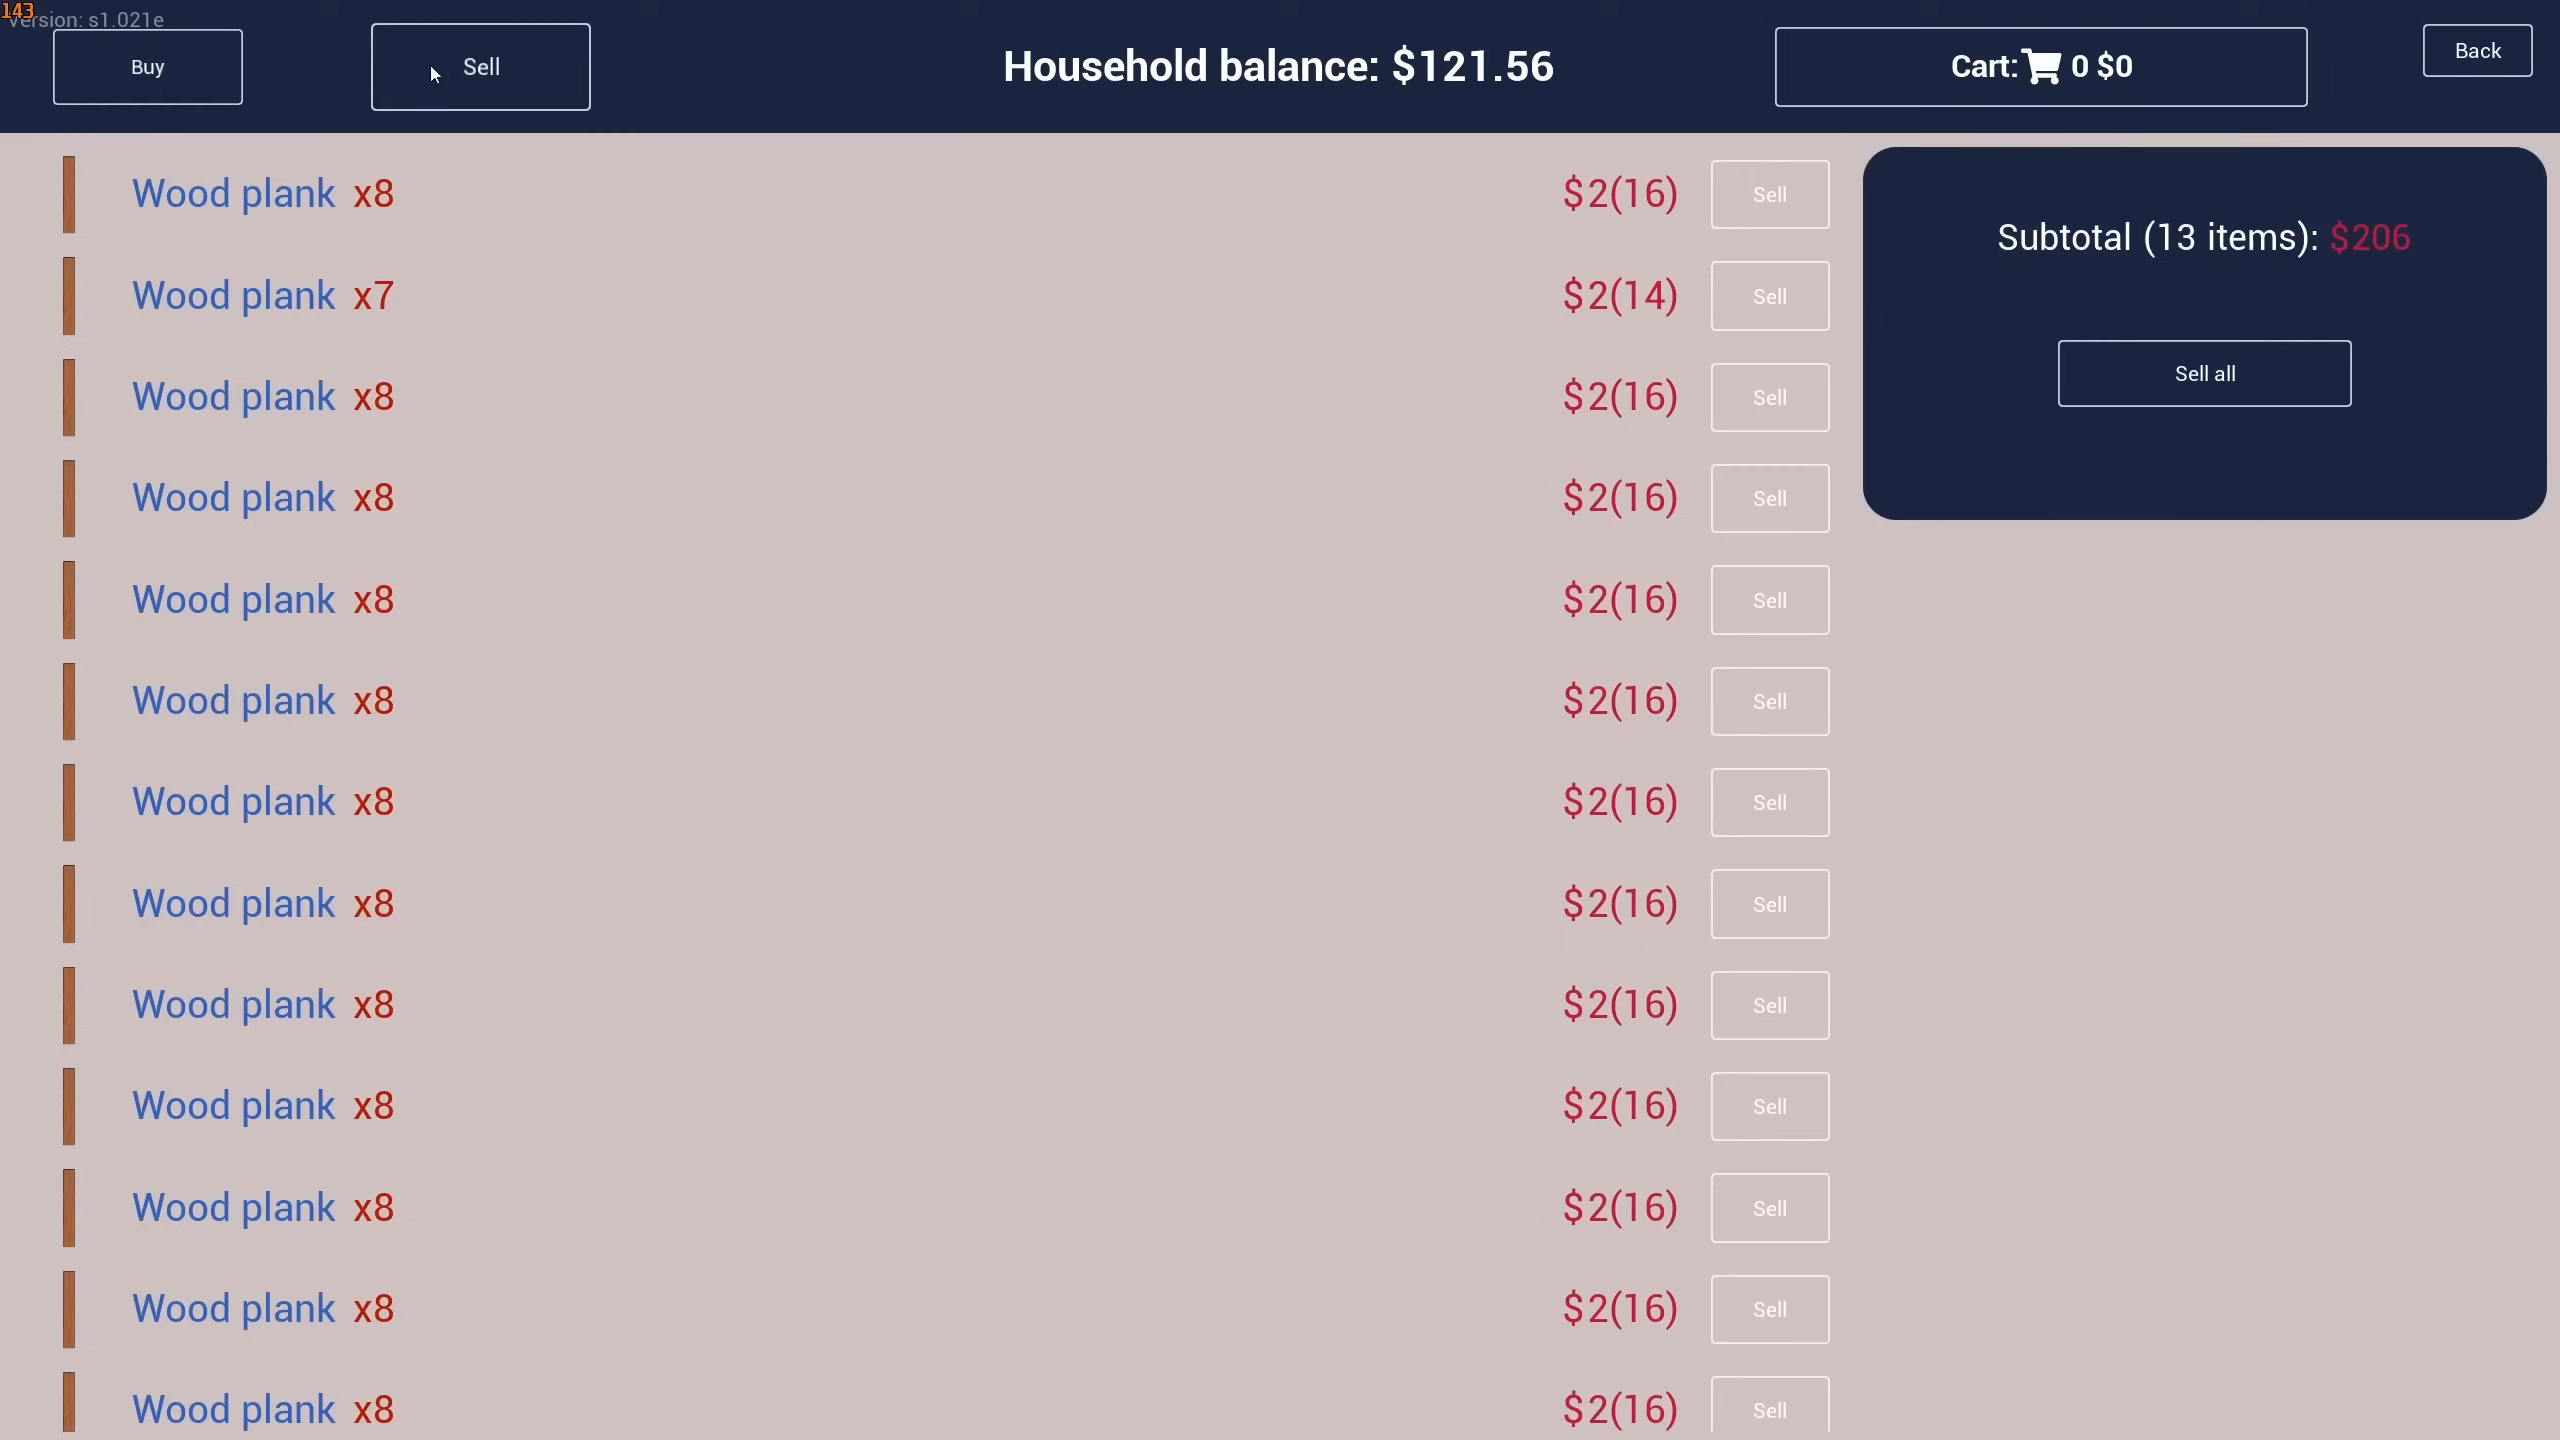 143
Version: s1.021e
Buy
Sell
Household balance: $121.56
Cart: 0 $0
Back
Wood plank x8 $2(16) Sell
Wood plank x7 $2(14) Sell
Wood plank x8 $2(16) Sell
Wood plank x8 $2(16) Sell
Wood plank x8 $2(16) Sell
Wood plank x8 $2(16) Sell
Wood plank x8 $2(16) Sell
Wood plank x8 $2(16) Sell
Wood plank x8 $2(16) Sell
Wood plank x8 $2(16) Sell
Wood plank x8 $2(16) Sell
Wood plank x8 $2(16) Sell
Wood plank x8 $2(16) Sell
Subtotal (13 items): $206
Sell all